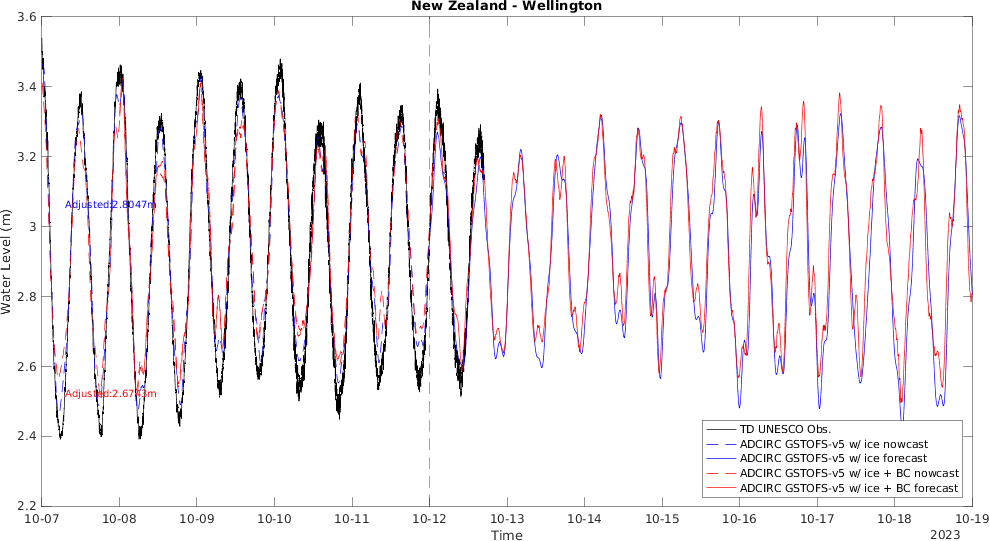 New Zealand - Wellington
3.6
3.4
3.2
3
2.8
2.6
2.4
2.2
Water Level (m)
Adjusted:2.8047m
Adjusted:2.6743m
TD UNESCO Obs.
ADCIRC GSTOFS-v5 w/ ice nowcast
ADCIRC GSTOFS-v5 w/ ice forecast
ADCIRC GSTOFS-v5 w/ ice + BC nowcast
ADCIRC GSTOFS-v5 w/ ice + BC forecast
10-07 10-08 10-09 10-10 10-11 10-12 10-13 10-14 10-15 10-16 10-17 10-18 10-19
Time
2023